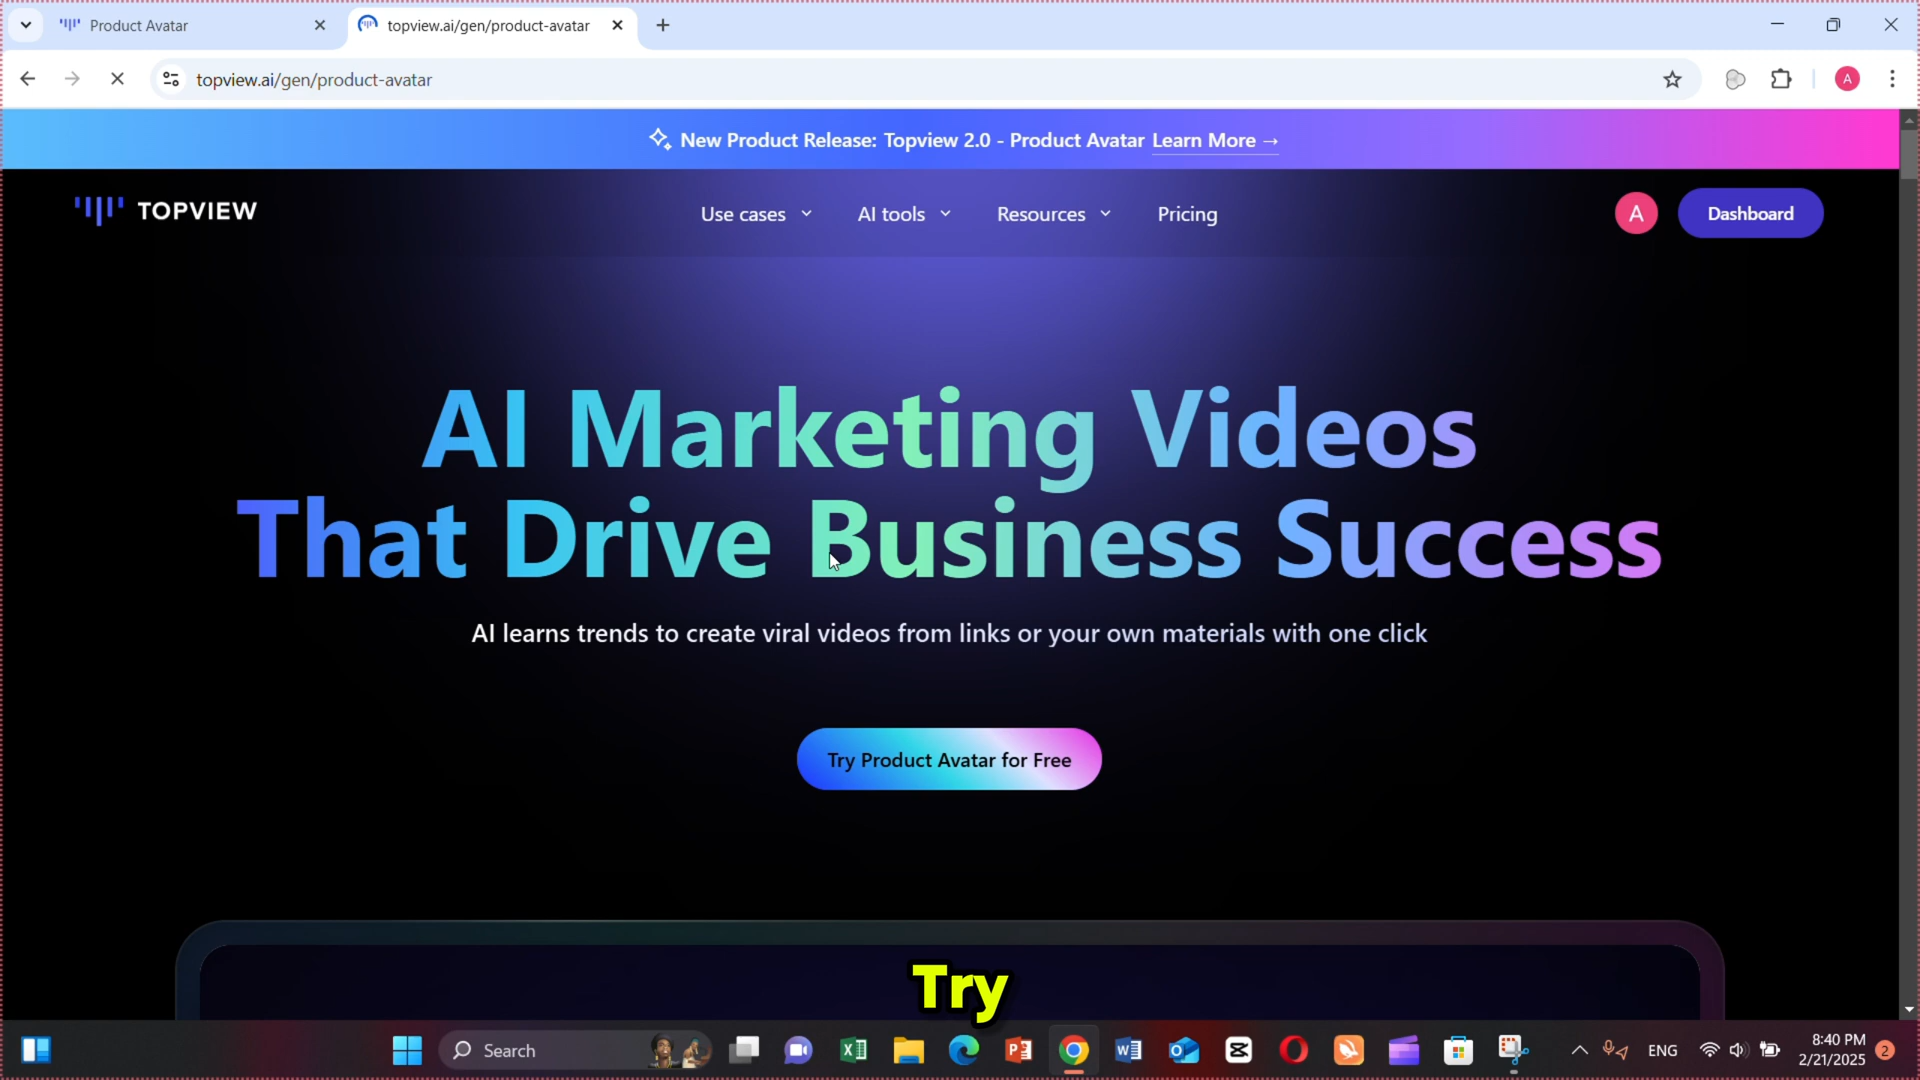 Product Avatar
topview.ai/gen/product-avatar
topview.ai/gen/product-avatar
A
New Product Release: Topview 2.0 - Product Avatar Learn More →
TOPVIEW
Use cases
AI tools
Resources
Pricing
A
Dashboard
AI Marketing Videos
That Drive Business Success
AI learns trends to create viral videos from links or your own materials with one click
Try Product Avatar for Free
Try
Search
ENG
8:40 PM
2/21/2025
2